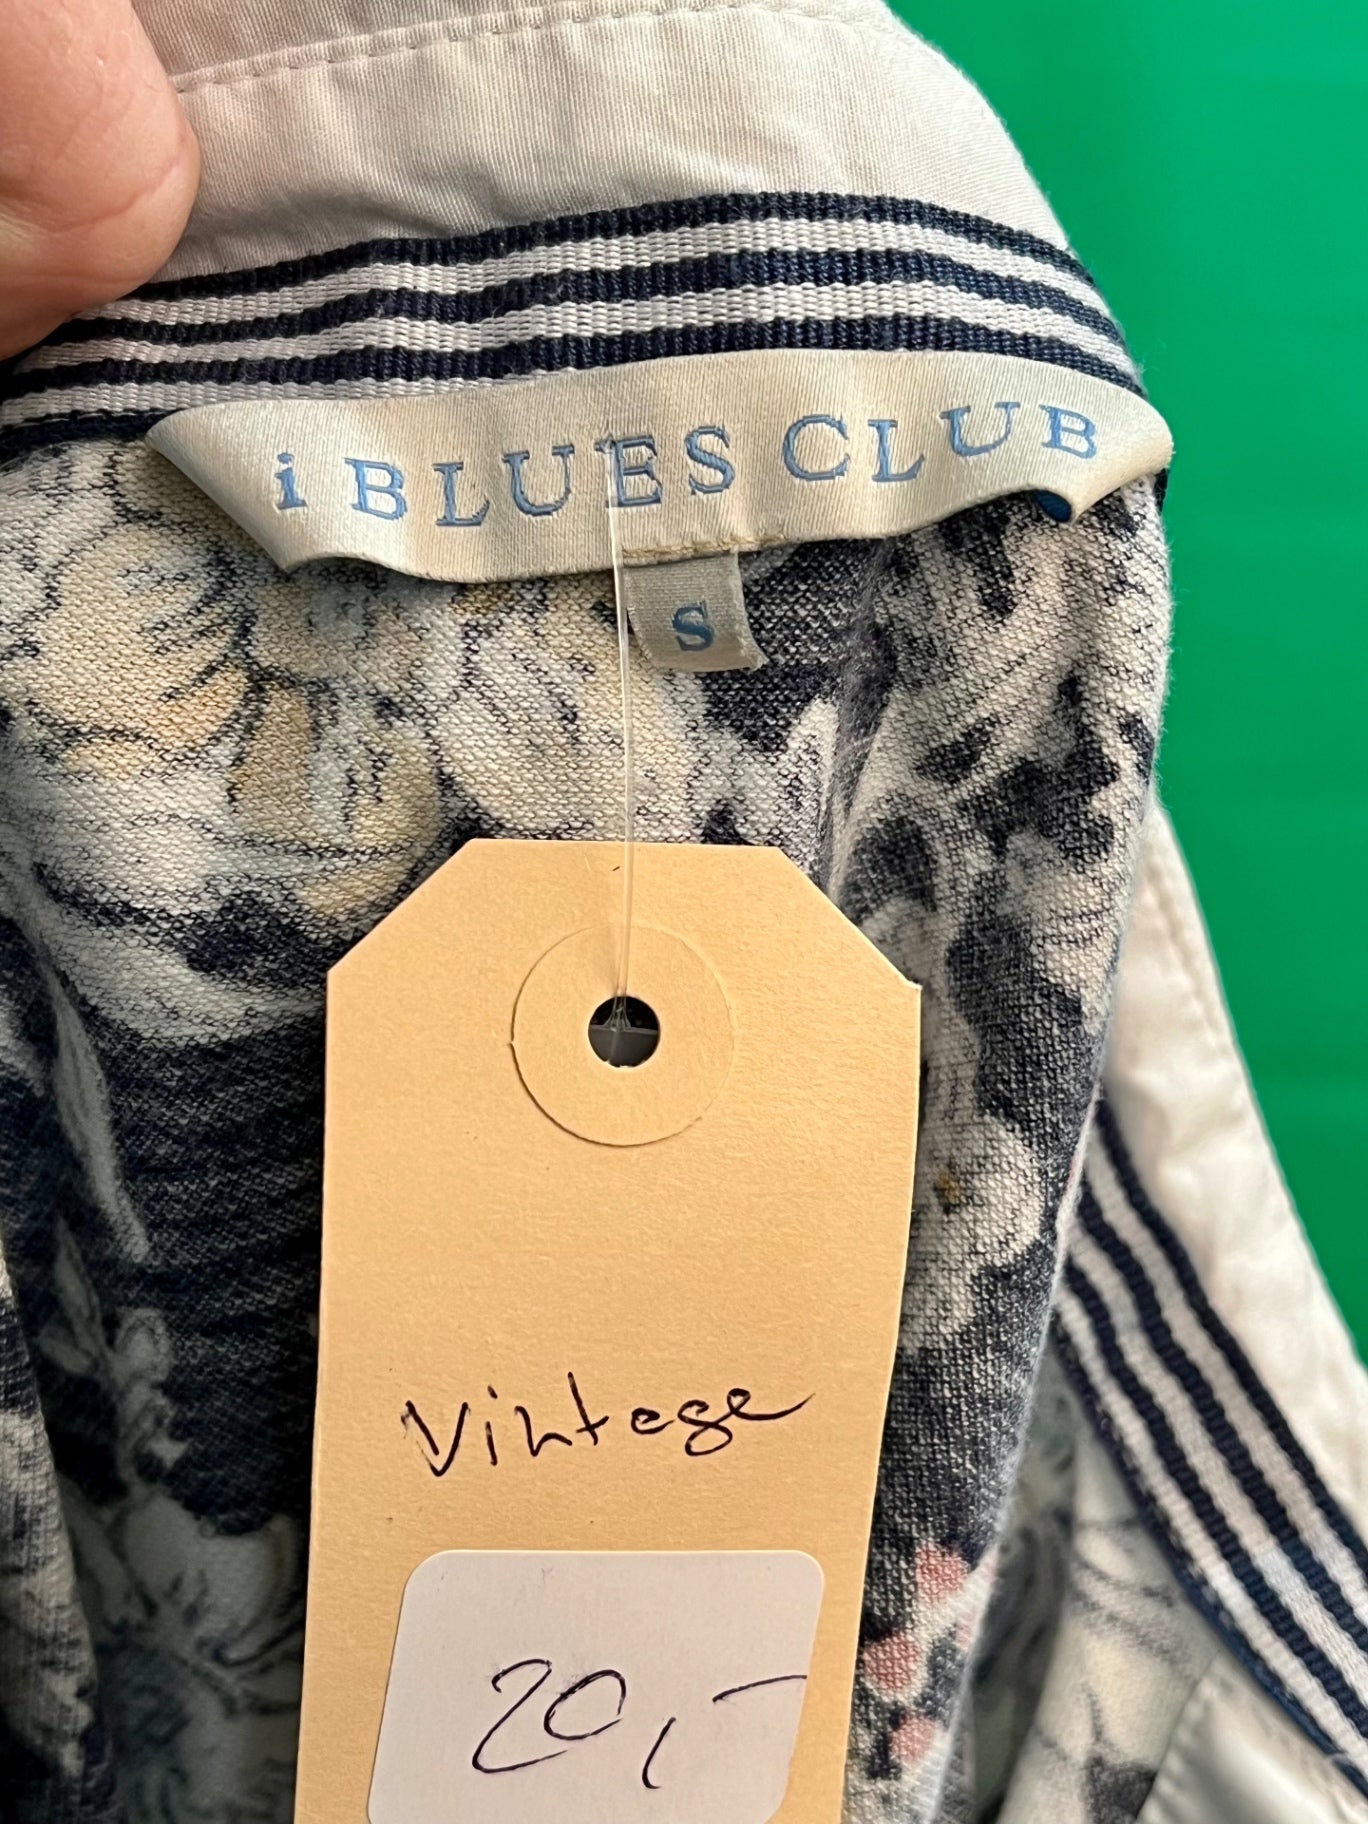 i BLUES CLUB
S
Vintage
20,-